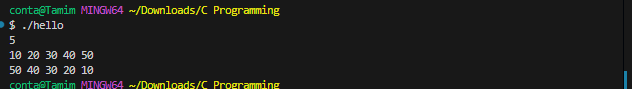 conta@Tamim MINGW64 ~/Downloads/C Programming
$ ./hello
5
10 20 30 40 50
50 40 30 20 10
conta@Tamim MINGW64 ~/Downloads/C Programming